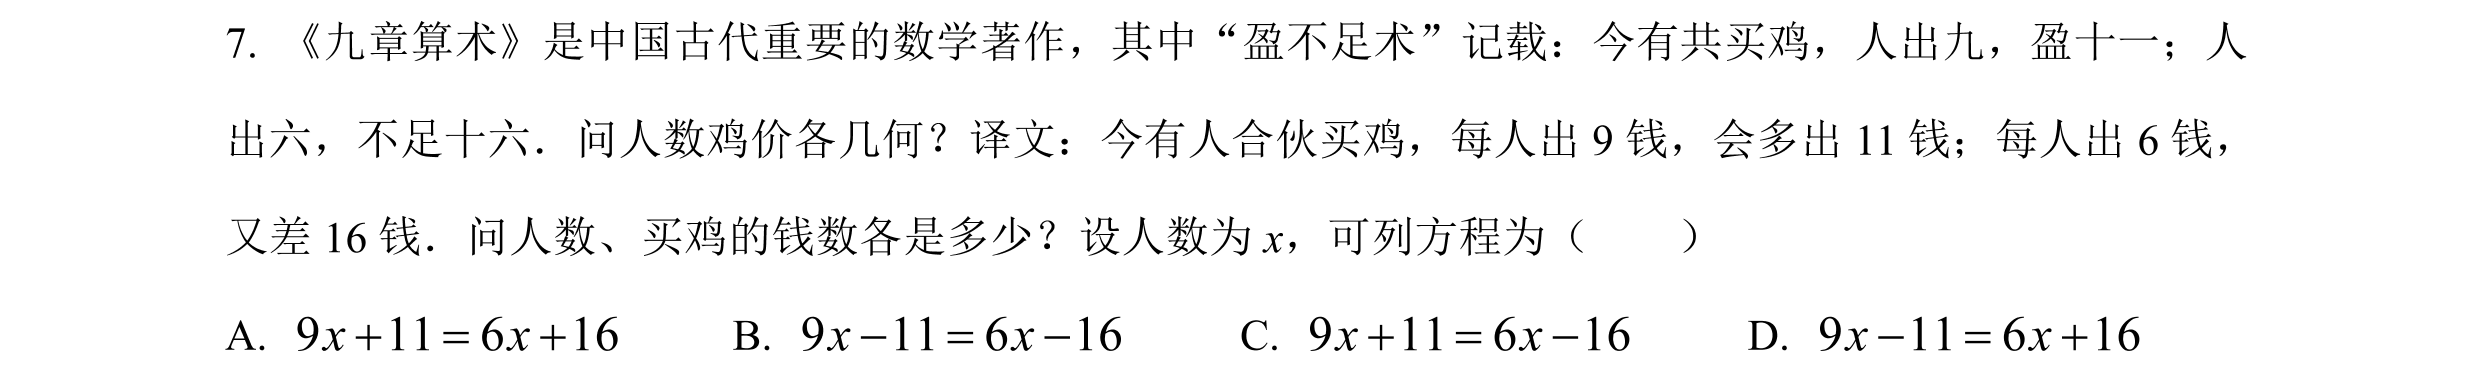 7. 《九章算术》是中国古代重要的数学著作，其中“盈不足术”记载：今有共买鸡，人出九，盈十一；人
出六，不足十六．问人数鸡价各几何？译文：今有人合伙买鸡，每人出 9 钱，会多出 11 钱；每人出 6 钱，
又差 16 钱．问人数、买鸡的钱数各是多少？设人数为 x，可列方程为（　　）
A. 9x+11=6x+16　　B. 9x−11=6x−16　　C. 9x+11=6x−16　　D. 9x−11=6x+16